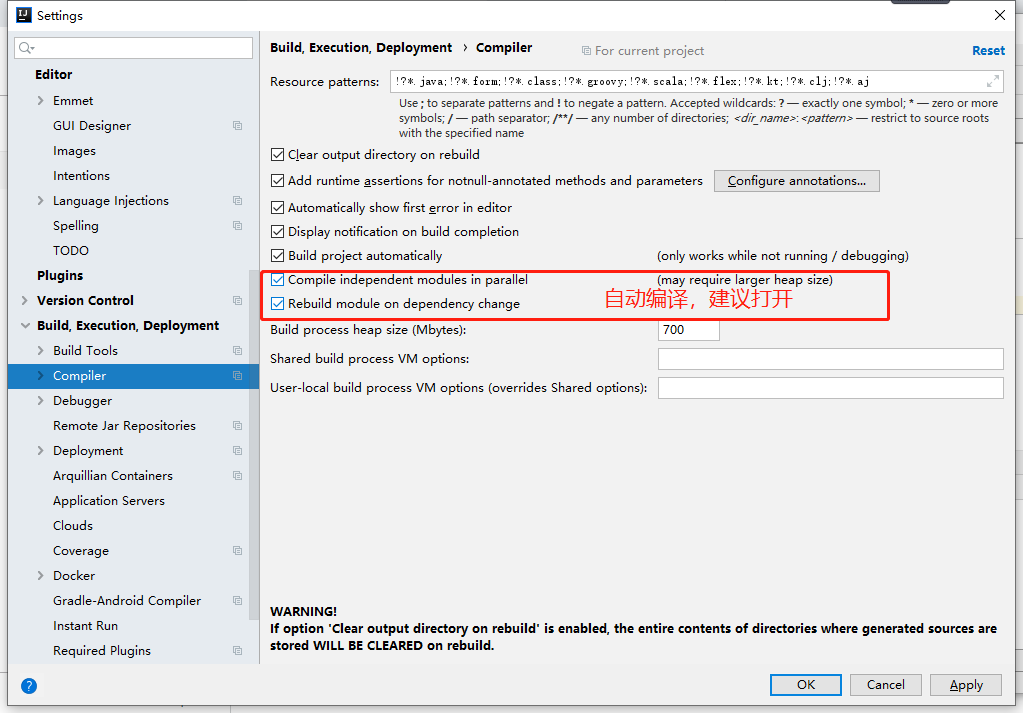 Settings
Editor
Emmet
GUI Designer
Images
Intentions
Language Injections
Spelling
TODO
Plugins
Version Control
Build, Execution, Deployment
Build Tools
Compiler
Debugger
Remote Jar Repositories
Deployment
Arquillian Containers
Application Servers
Clouds
Coverage
Docker
Gradle-Android Compiler
Instant Run
Required Plugins
Build, Execution, Deployment › Compiler
For current project
Reset
Resource patterns: !?*.java;!?*.form;!?*.class;!?*.groovy;!?*.scala;!?*.flex;!?*.kt;!?*.clj;!?*.aj
Use ; to separate patterns and ! to negate a pattern. Accepted wildcards: ? — exactly one symbol; * — zero or more
symbols; / — path separator; /**/ — any number of directories; <dir_name>:<pattern> — restrict to source roots
with the specified name
Clear output directory on rebuild
Add runtime assertions for notnull-annotated methods and parameters Configure annotations...
Automatically show first error in editor
Display notification on build completion
Build project automatically (only works while not running / debugging)
Compile independent modules in parallel (may require larger heap size)
自动编译，建议打开
Rebuild module on dependency change
Build process heap size (Mbytes): 700
Shared build process VM options:
User-local build process VM options (overrides Shared options):
WARNING!
If option 'Clear output directory on rebuild' is enabled, the entire contents of directories where generated sources are
stored WILL BE CLEARED on rebuild.
? OK Cancel Apply